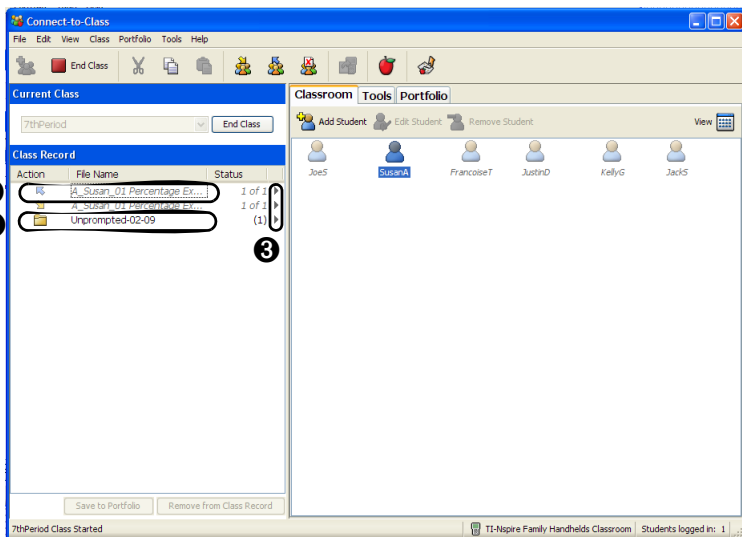 Connect-to-Class
File Edit View Class Portfolio Tools Help
End Class
Current Class
7thPeriod End Class
Class Record
Action File Name Status
A_Susan_01 Percentage Ex... 1 of 1
A_Susan_01 Percentage Ex... 1 of 1
Unprompted-02-09 (1)
❸
Save to Portfolio Remove from Class Record
Classroom Tools Portfolio
Add Student Edit Student Remove Student View
JoeS SusanA FrancoiseT JustinD KellyG JackS
7thPeriod Class Started TI-Nspire Family Handhelds Classroom Students logged in: 1